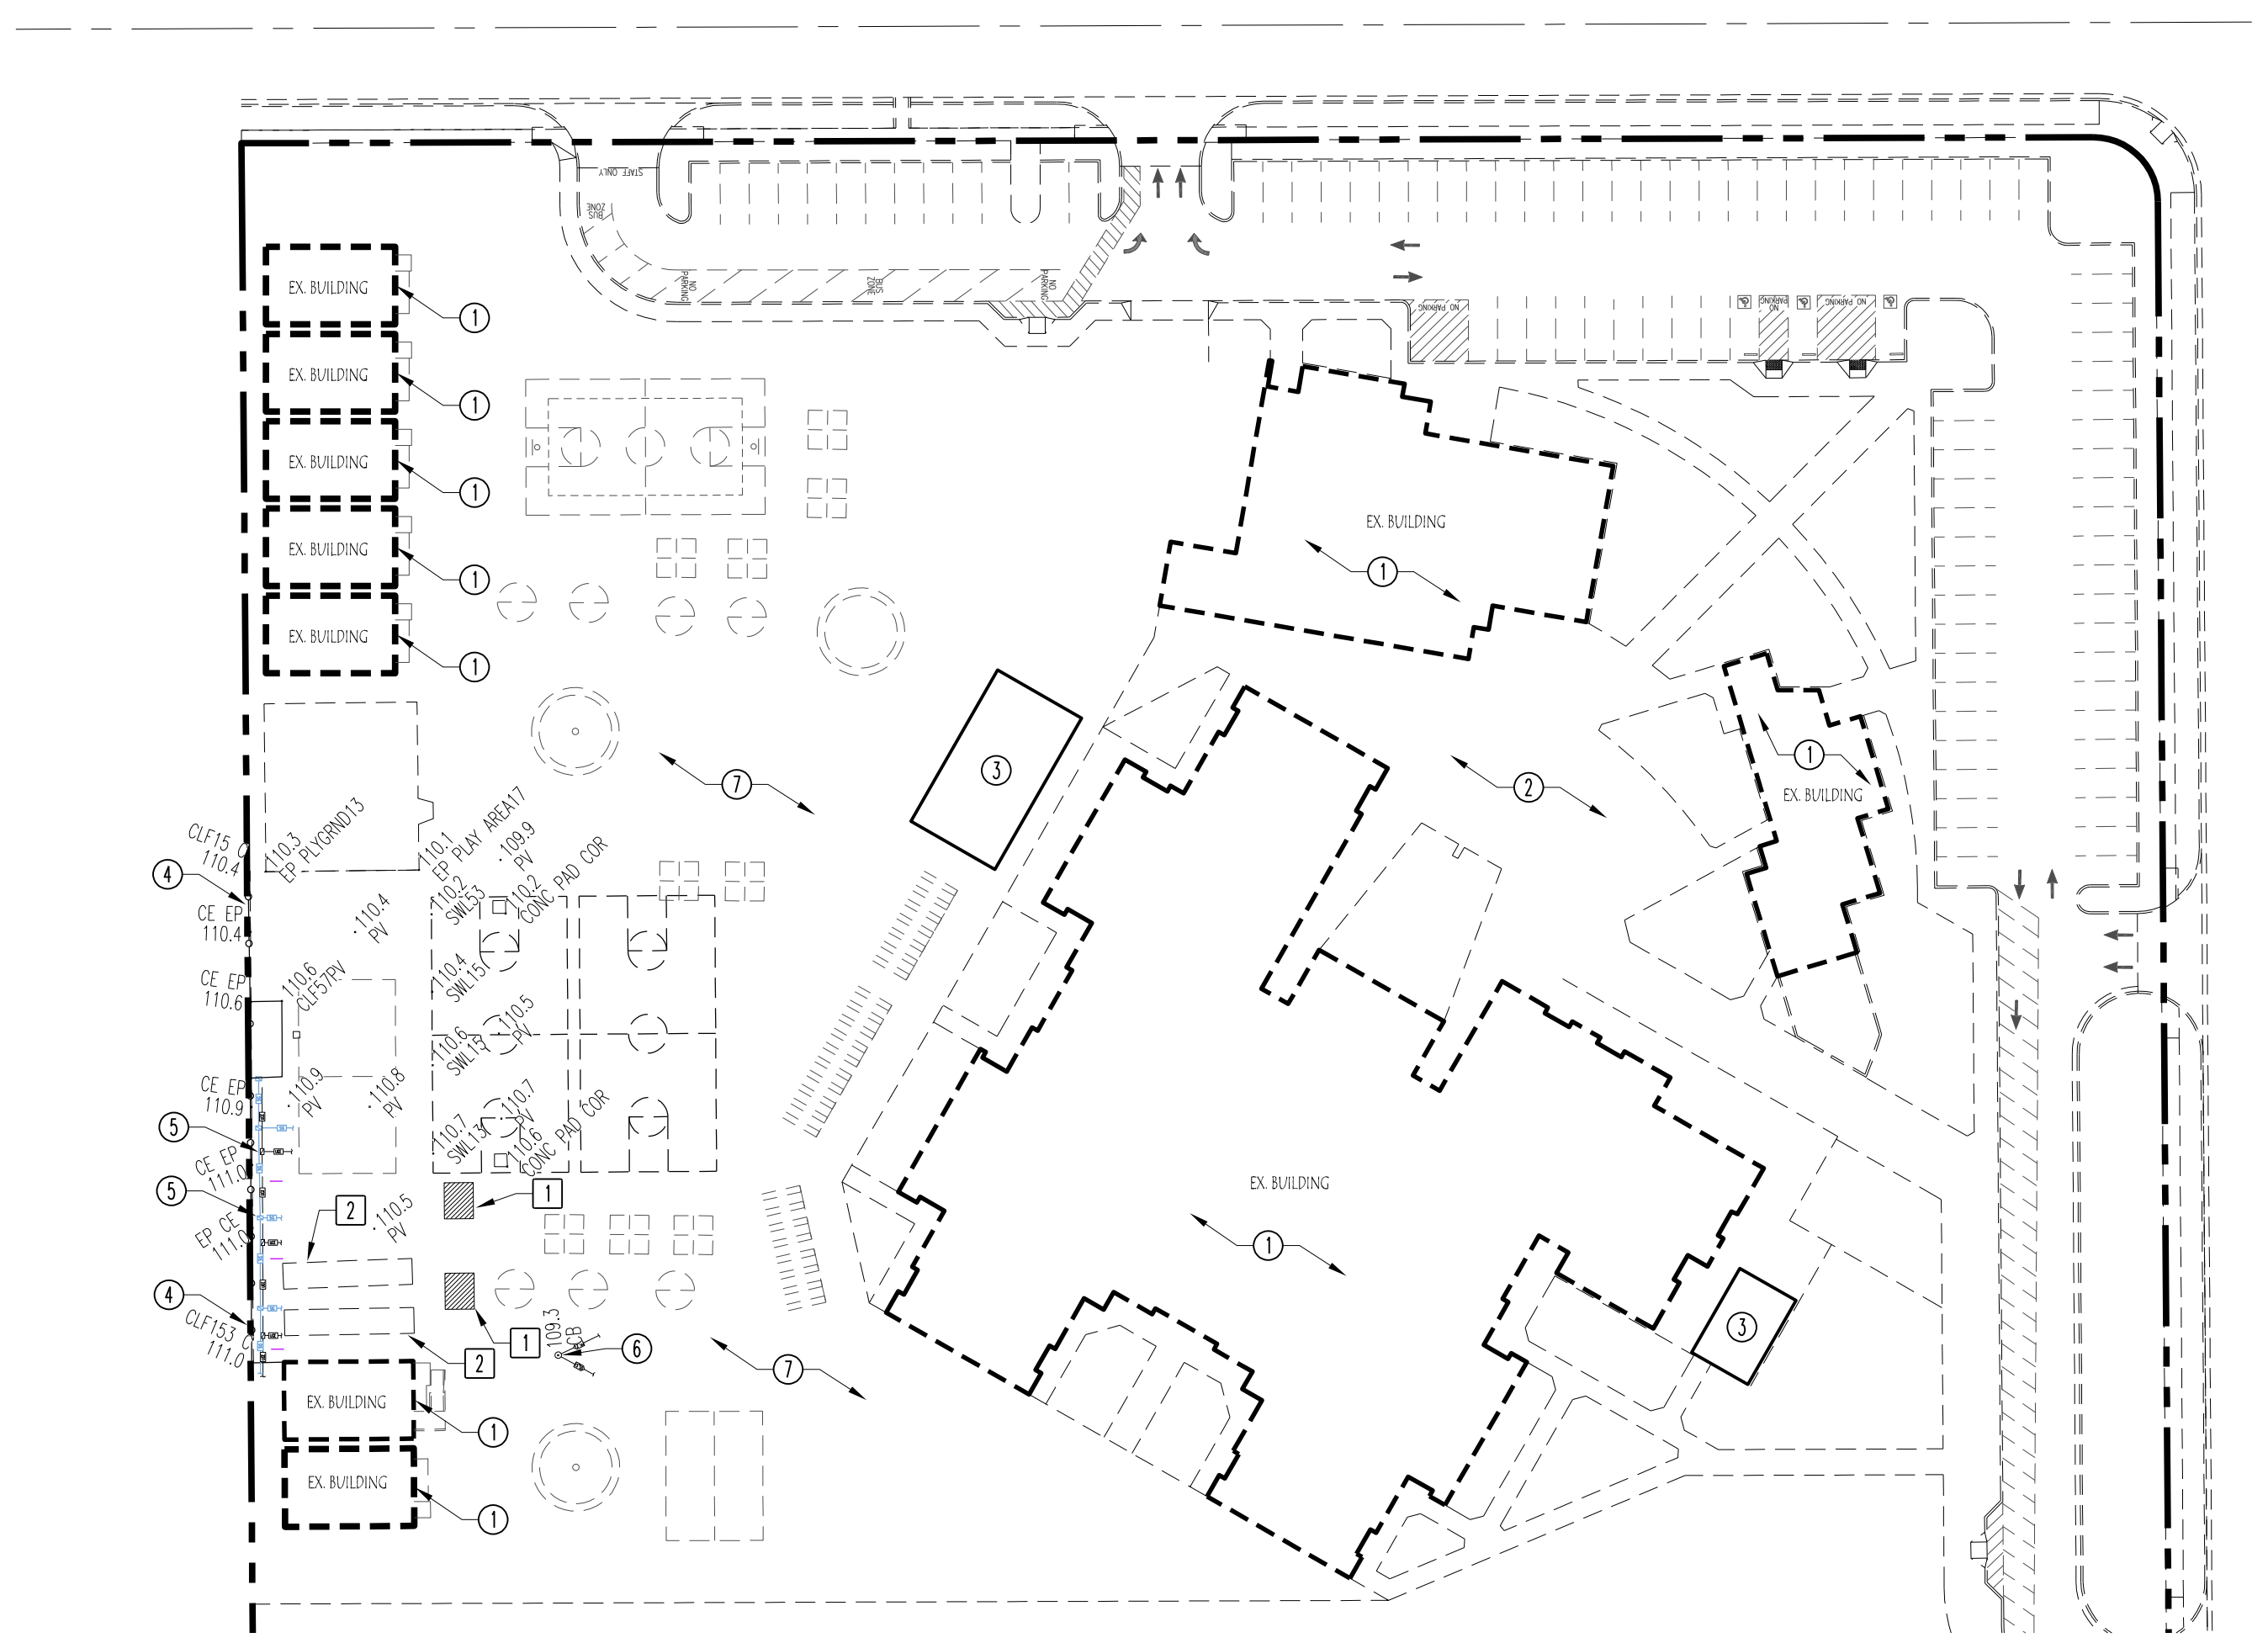 STAFF ONLY
BUS
ZONE
NO
PARKING
BUS
ZONE
NO
PARKING
NO PARKING
NO
PARKING
NO PARKING
EX. BUILDING
1
EX. BUILDING
1
EX. BUILDING
1
EX. BUILDING
1
EX. BUILDING
1
EX. BUILDING
1
EX. BUILDING
1
3
7
2
CLF15 C
110.4
110.3
EP PLYGRND13
110.1
EP PLAY AREA17
109.9
PV
4
110.2
SWL53
110.2
CONC PAD COR
CE EP
110.4
110.4
PV
CE EP
110.6
110.6
CLF57PV
110.4
SWL15
110.5
PV
110.6
SWL15
CE EP
110.9
110.9
PV
110.8
PV
110.7
PV
5
110.7
SWL13
110.6
CONC PAD COR
CE EP
111.0
5
2
110.5
PV
1
EX. BUILDING
1
EP CE
111.0
4
CLF153 C
111.0
1
2
109.3
CB
6
7
3
EX. BUILDING
1
EX. BUILDING
1